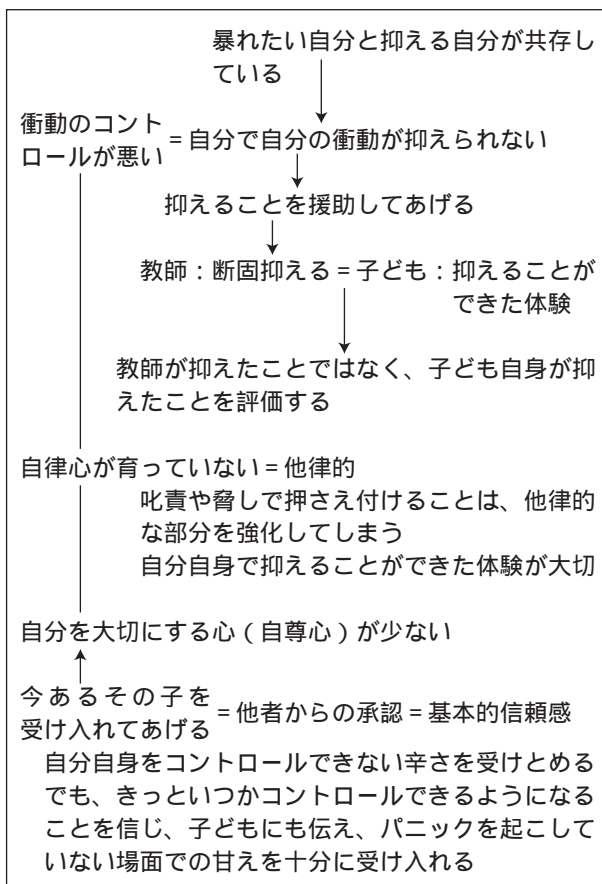 暴れたい自分と抑える自分が共存し
ている
衝動のコント
ロールが悪い
=自分で自分の衝動が抑えられない
抑えることを援助してあげる
教師：断固抑える=子ども：抑えることが
できた体験
教師が抑えたことではなく、子ども自身が抑
えたことを評価する
自律心が育っていない=他律的
叱責や脅しで押さえ付けることは、他律的
な部分を強化してしまう
自分自身で抑えることができた体験が大切
自分を大切にする心（自尊心）が少ない
今あるその子を
受け入れてあげる
=他者からの承認=基本的信頼感
自分自身をコントロールできない辛さを受けとめる
でも、きっといつかコントロールできるようになる
ことを信じ、子どもにも伝え、パニックを起こして
いない場面での甘えを十分に受け入れる